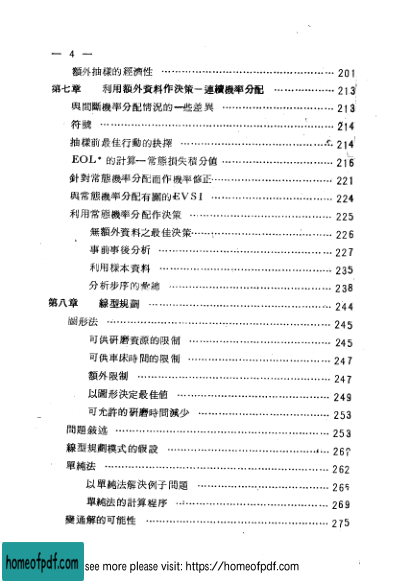 — 4 —
額外抽樣的經濟性 ………………………………… 201
第七章 利用額外資料作決策－連續機率分配 ………… 213
與間斷機率分配情況的一些差異 ………………… 213
符號 ………………………………… 214
抽樣前最佳行動的抉擇 ………………………… 214
EOL* 的計算—常態損失積分值 ………………… 216
針對常態機率分配而作機率修正 ………………… 221
與常態機率分配有關的EVSI ………………… 224
利用常態機率分配作決策 ………………… 225
無額外資料之最佳決策 ………………… 226
事前事後分析 ………………… 227
利用樣本資料 ………………… 235
分析步序的彙總 ………………… 238
第八章 線型規劃 ………………… 244
圖形法 ………………… 245
可供研磨資源的限制 ………………… 245
可供車床時間的限制 ………………… 247
額外限制 ………………… 247
以圖形決定最佳值 ………………… 249
可允許的研磨時間減少 ………………… 253
問題敍述 ………………… 253
線型規劃模式的假設 …………………
單純法 ………………… 262
以單純法解決例子問題 …………………
單純法的計算程序 ………………… 269
變通解的可能性 ………………… 275
homeofpdf.com
see more please visit: https://homeofpdf.com